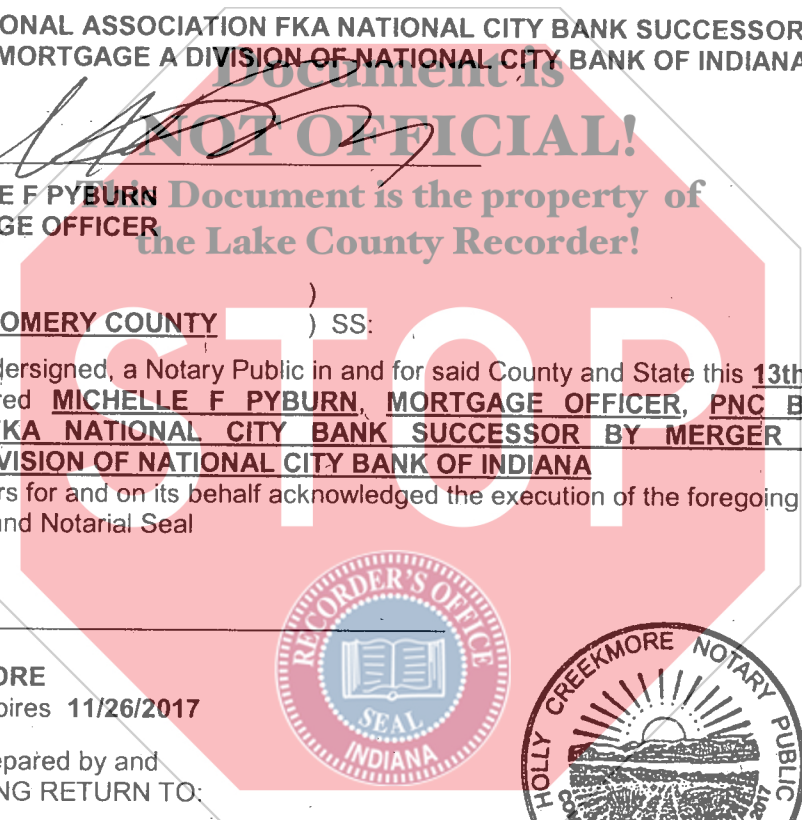 ONAL ASSOCIATION FKA NATIONAL CITY BANK SUCCESSOR
MORTGAGE A DIVISION OF NATIONAL CITY BANK OF INDIANA
Document is
NOT OFFICIAL!
This Document is the property of
the Lake County Recorder!
E F PYBURN
GE OFFICER
)
OMERY COUNTY ) SS:
dersigned, a Notary Public in and for said County and State this 13th
red MICHELLE F PYBURN, MORTGAGE OFFICER, PNC B
KA NATIONAL CITY BANK SUCCESSOR BY MERGER
VISION OF NATIONAL CITY BANK OF INDIANA
rs for and on its behalf acknowledged the execution of the foregoing
and Notarial Seal
STOP
RECORDER'S OFFICE
SEAL
INDIANA
ORE
pires 11/26/2017
epared by and
NG RETURN TO:
HOLLY CREEKMORE NOTARY PUBLIC
2017